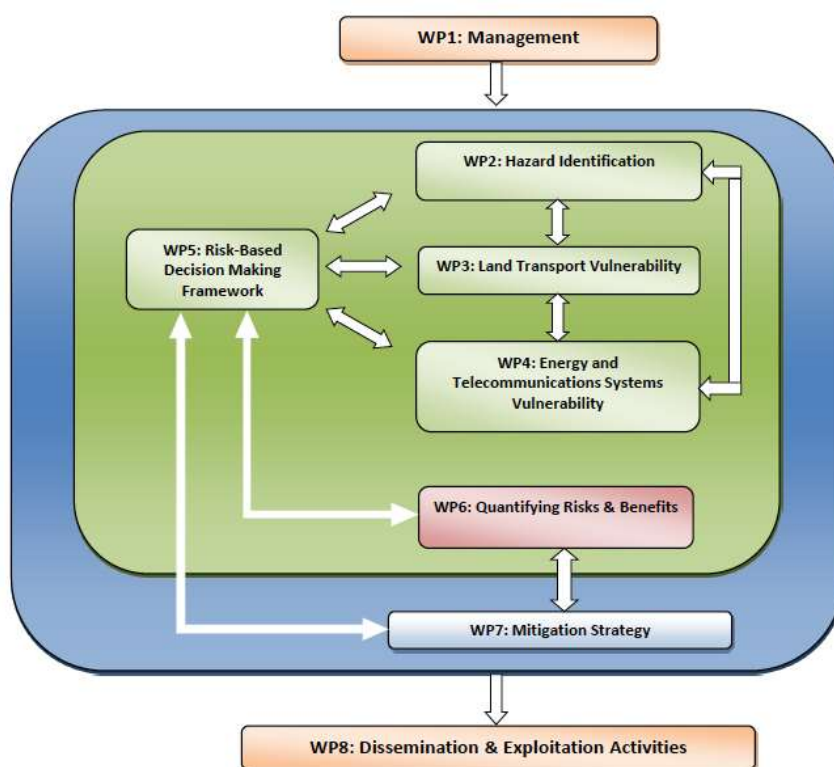 WP1: Management
WP2: Hazard Identification
WP5: Risk-Based
Decision Making
Framework
WP3: Land Transport Vulnerability
WP4: Energy and
Telecommunications Systems
Vulnerability
WP6: Quantifying Risks & Benefits
WP7: Mitigation Strategy
WP8: Dissemination & Exploitation Activities